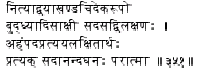 नित्याद्वयाखण्डचिदेकरूपो
बुद्ध्यादिसाक्षी सदसद्विलक्षणः ।
अहंपदप्रत्ययलक्षितार्थः
प्रत्यक् सदानन्दघनः परात्मा ॥ ३५१॥